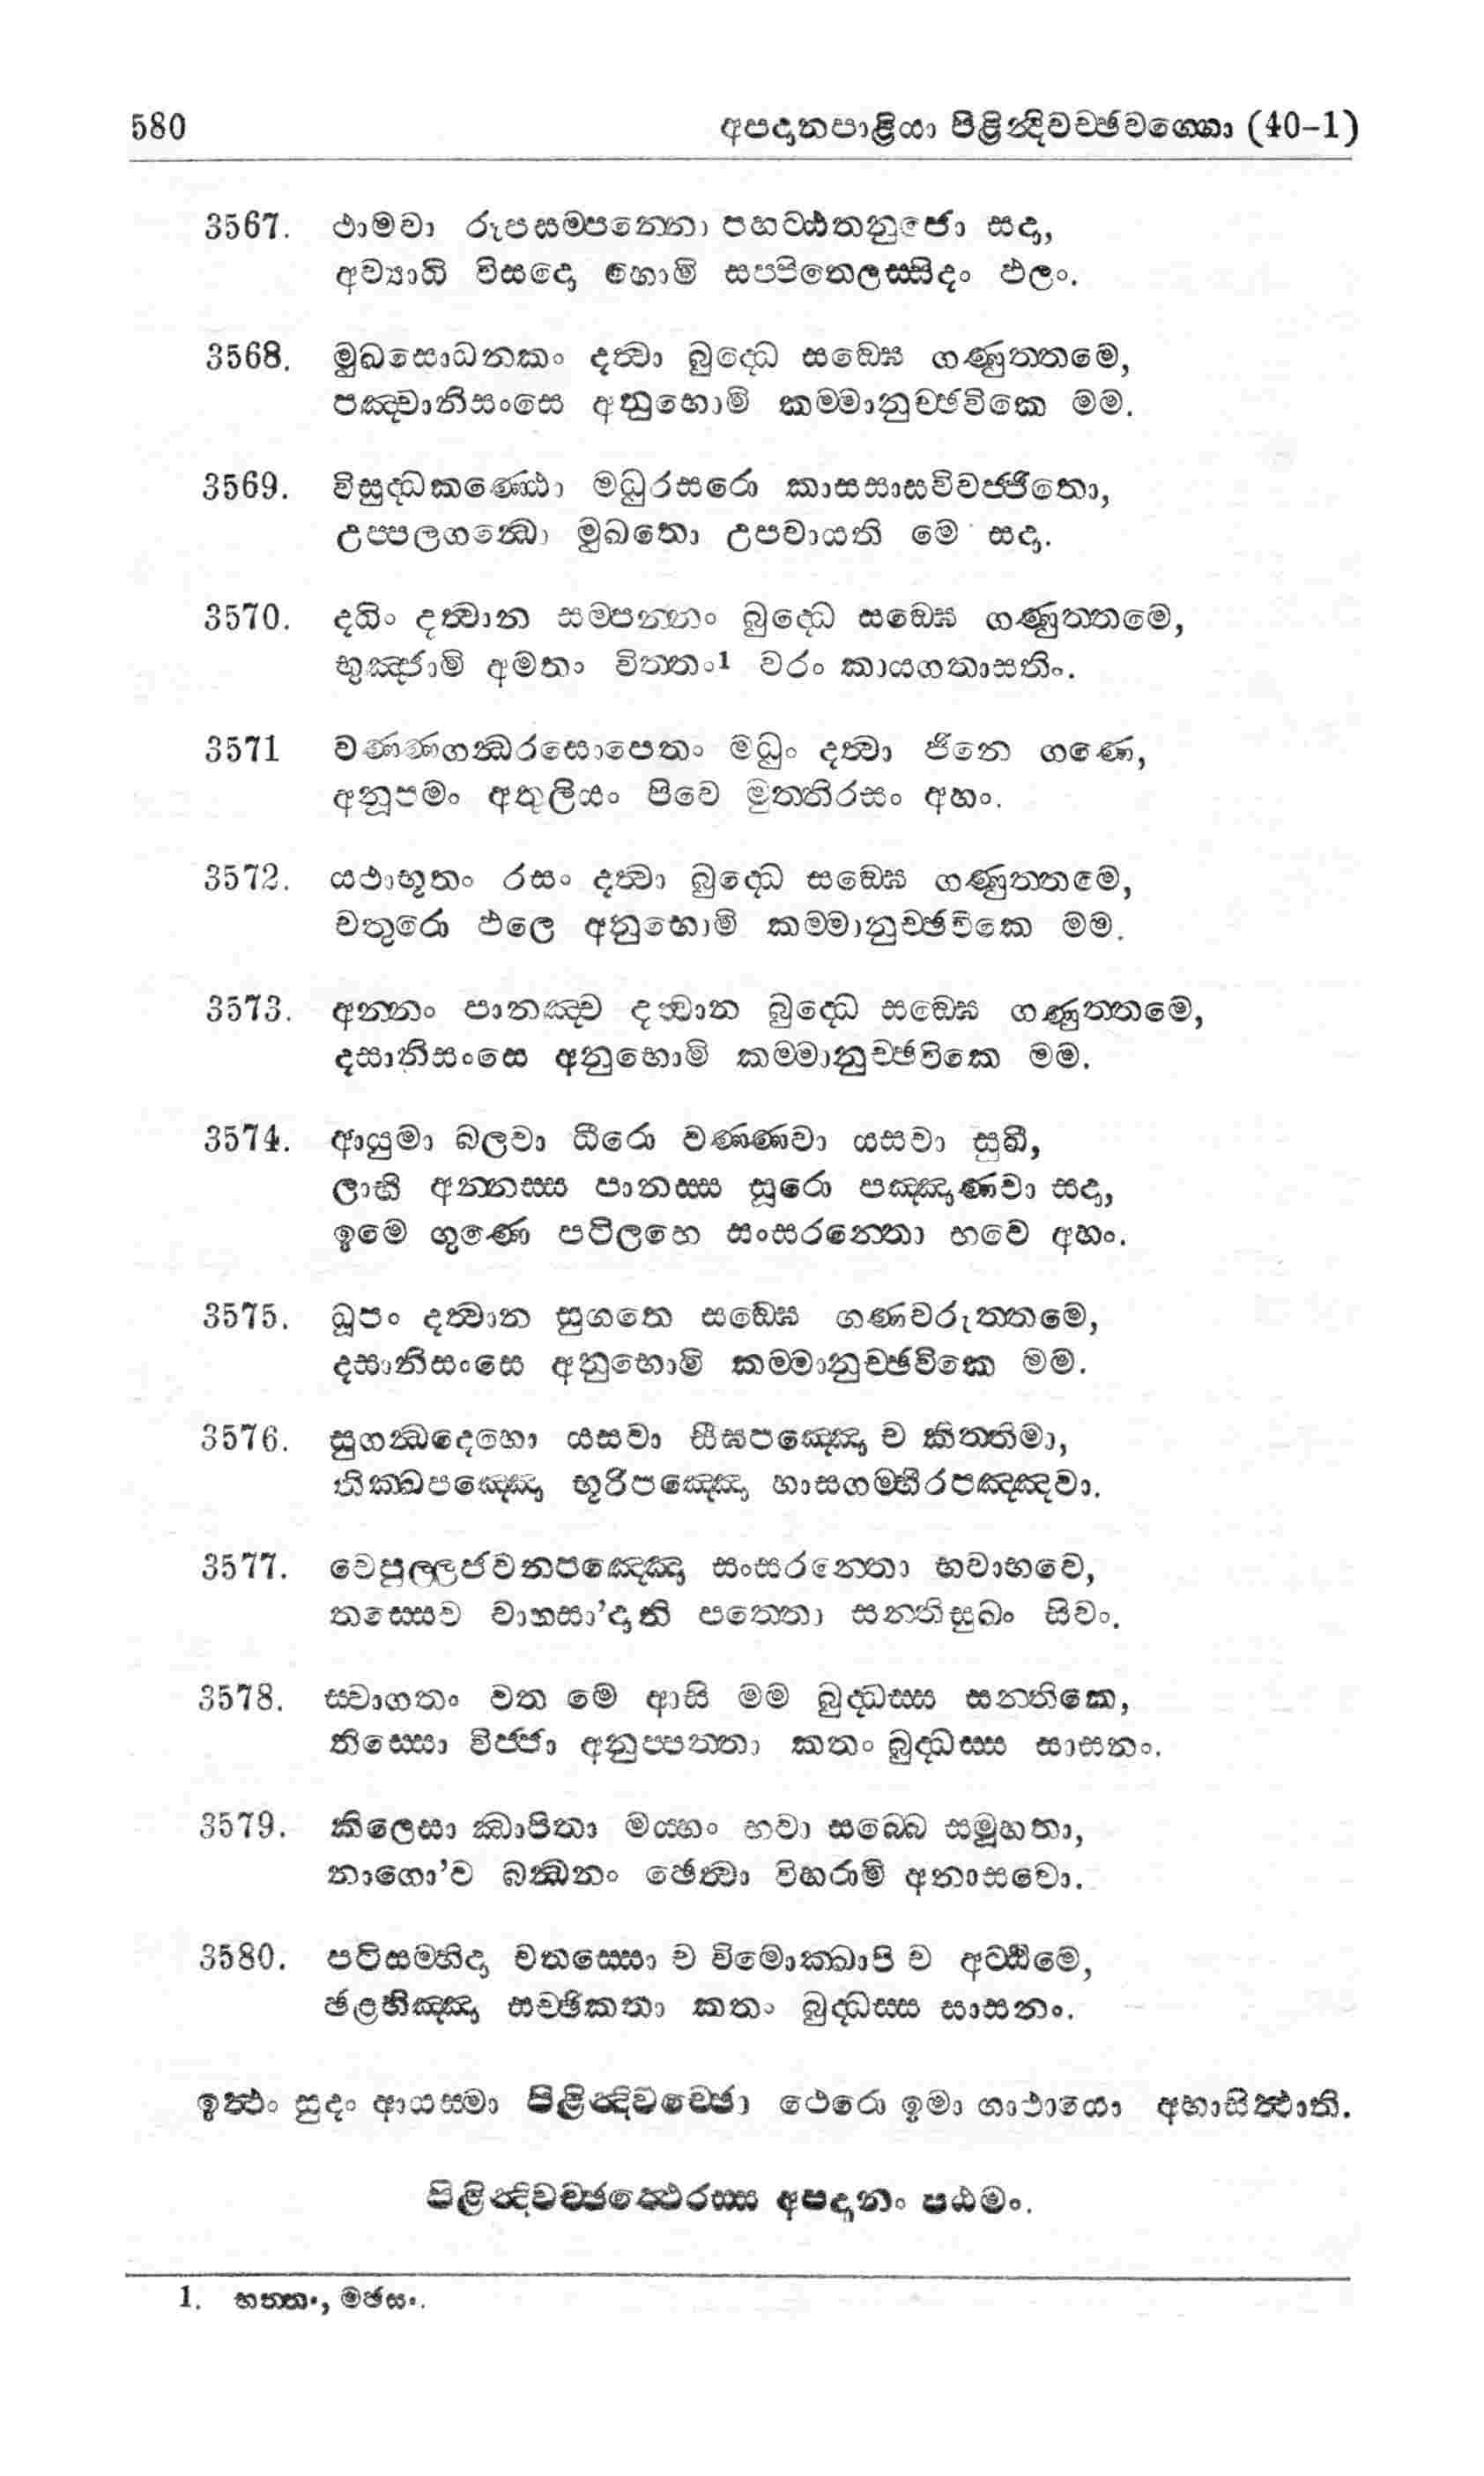 580 අපදානපාළියා පිළින්දිවච්ඡවග්ගො (40-1)
3567. ථාමවා රූපසම්පන්නො පහට්ඨතනුජො සදා,
අව්‍යාධි විසදො හොමි සප්පිතෙලස්සිදං ඵලං.
3568. මුඛසොධනකං දත්‍වා බුද්ධෙ සඞ්ඝෙ ගණුත්තමෙ,
පඤ්චානිසංසෙ අනුභොමි කම්මානුච්ඡවිකෙ මම.
3569. විසුද්ධකණ්ඨො මධුරසරො කාසසාසවිවජ්ජිතො,
උප්පලගන්ධො මුඛතො උපවායති මෙ සදා.
3570. දධිං දත්‍වාන සම්පන්නං බුද්ධෙ සඞ්ඝෙ ගණුත්තමෙ,
භුඤ්ජාමි අමතං විත්තං1 වරං කායගතාසතිං.
3571 වණ්ණගන්ධරසොපෙතං මධුං දත්‍වා ජිනෙ ගණෙ,
අනූපමං අතුලියං පිවෙ මුත්තිරසං අහං.
3572. යථාභූතං රසං දත්‍වා බුද්ධෙ සඞ්ඝෙ ගණුත්තමෙ,
චතුරො ඵලෙ අනුභොමි කම්මානුච්ඡවිකෙ මම.
3573. අන්නං පානඤ්ච දත්‍වාන බුද්ධෙ සඞ්ඝෙ ගණුත්තමෙ,
දසානිසංසෙ අනුභොමි කම්මානුච්ඡවිකෙ මම.
3574. ආයුමා බලවා ධීරො වණ්ණවා යසවා සුඛී,
ලාභී අන්නස්ස පානස්ස සූරො පඤ්ඤාණවා සදා,
ඉමෙ ගුණෙ පටිලභෙ සංසරන්තො භවෙ අහං.
3575. ධූපං දත්‍වාන සුගතෙ සඞ්ඝෙ ගණවරුත්තමෙ,
දසානිසංසෙ අනුභොමි කම්මානුච්ඡවිකෙ මම.
3576. සුගන්ධදෙහො යසවා සීඝපඤ්ඤො ච කිත්තිමා,
තික්ඛපඤ්ඤො භූරිපඤ්ඤො හාසගම්භීරපඤ්ඤවා.
3577. වෙපුල්ලජවනපඤ්ඤො සංසරන්තො භවාභවෙ,
තස්සෙව වාහසා’දානි පත්තො සන්තිසුඛං සිවං.
3578. ස්වාගතං වත මෙ ආසි මම බුද්ධස්ස සන්තිකෙ,
තිස්සො විජ්ජා අනුප්පත්තා කතං බුද්ධස්ස සාසනං.
3579. කිලෙසා ඣාපිතා මය්හං භවා සබ්බෙ සමූහතා,
නාගො’ව බන්ධනං ඡෙත්‍වා විහරාමි අනාසවො.
3580. පටිසම්භිදා චතස්සො ච විමොක්ඛාපි ච අට්ඨිමෙ,
ඡළභිඤ්ඤා සච්ඡිකතා කතං බුද්ධස්ස සාසනං.
ඉත්‍ථං සුදං ආයස්මා පිළින්දිවච්ඡො ථෙරො ඉමා ගාථායො අභාසිත්‍ථාති.
පිළින්දිවච්ඡත්‍ථෙරස්ස අපදානං පඨමං.
1. භත්තං, මඡසං.